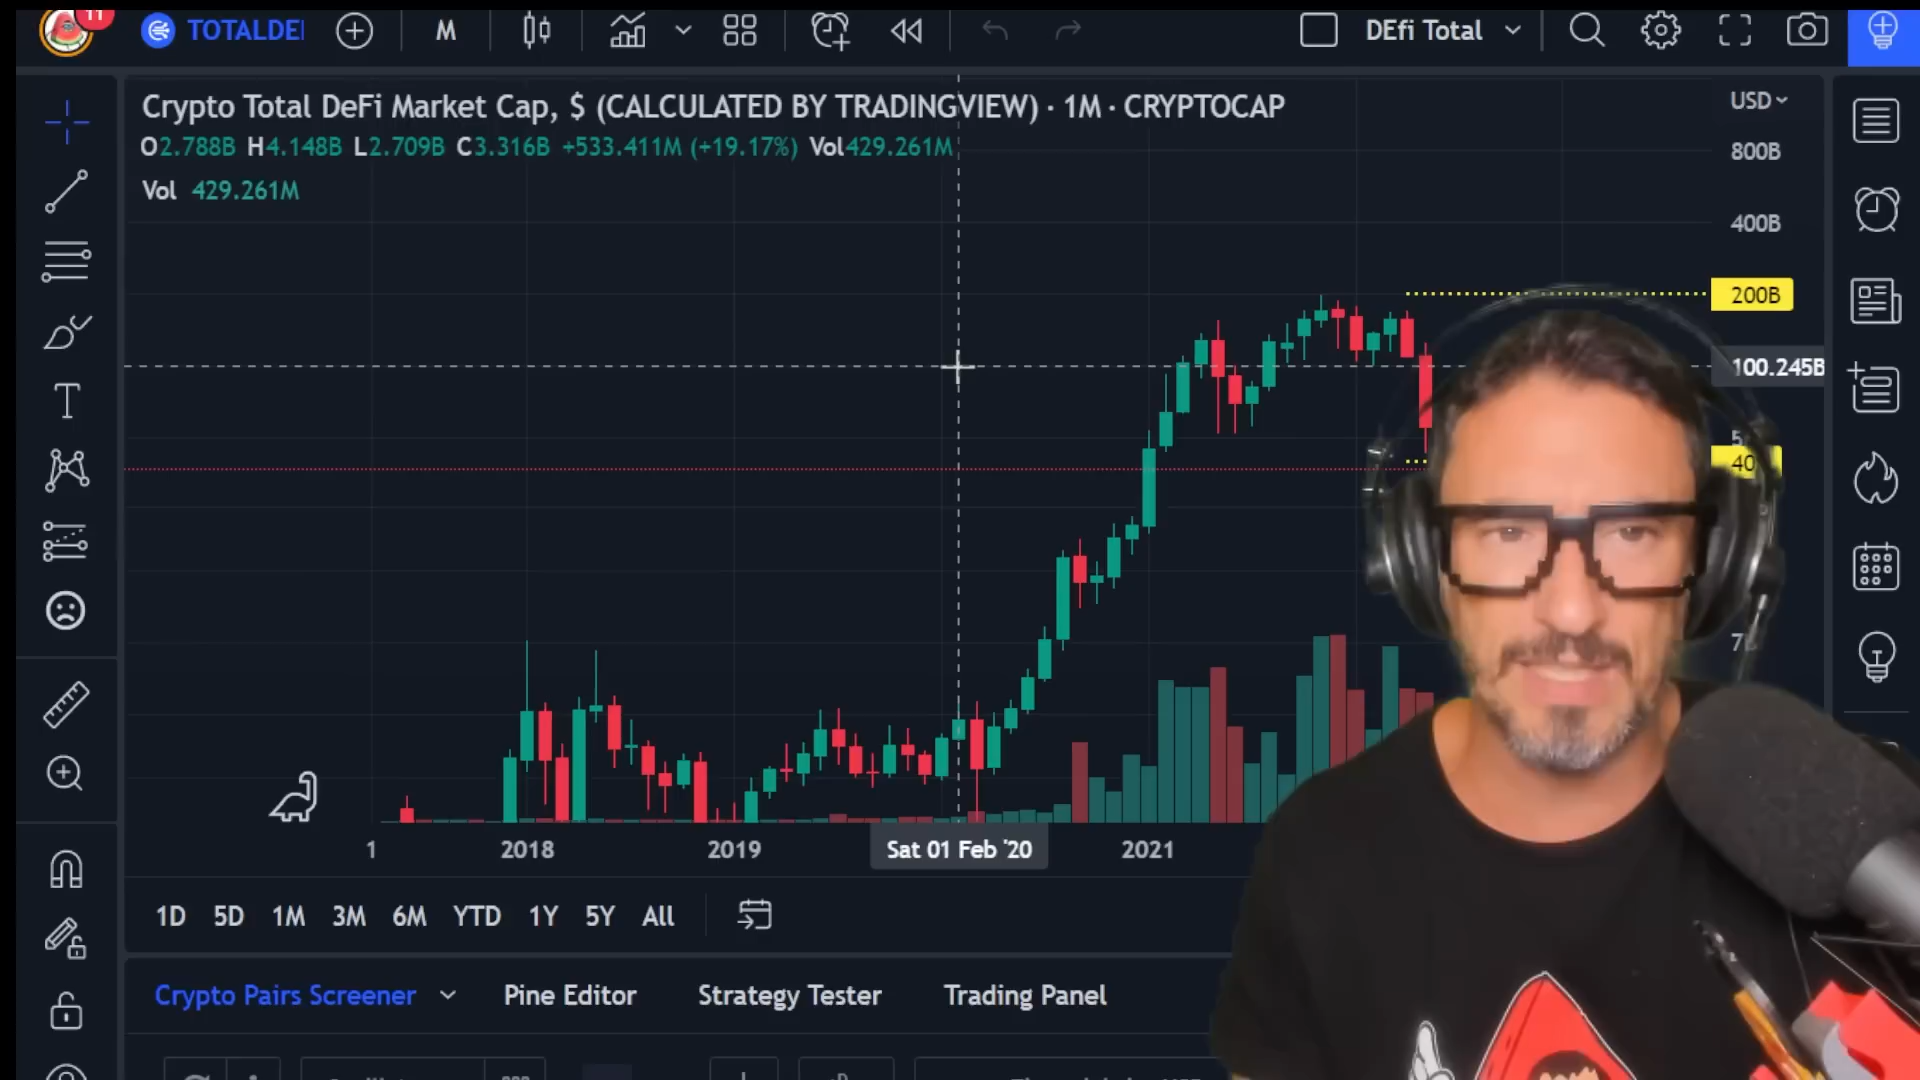 11
TOTALDE
M
DEfi Total
Crypto Total DeFi Market Cap, $ (CALCULATED BY TRADINGVIEW) · 1M · CRYPTOCAP
USD
O2.788B H4.148B L2.709B C3.316B +533.411M (+19.17%) Vol429.261M
Vol 429.261M
800B
400B
200B
100.245B
40
1 2018 2019 Sat 01 Feb '20 2021
1D 5D 1M 3M 6M YTD 1Y 5Y All
Crypto Pairs Screener Pine Editor Strategy Tester Trading Panel